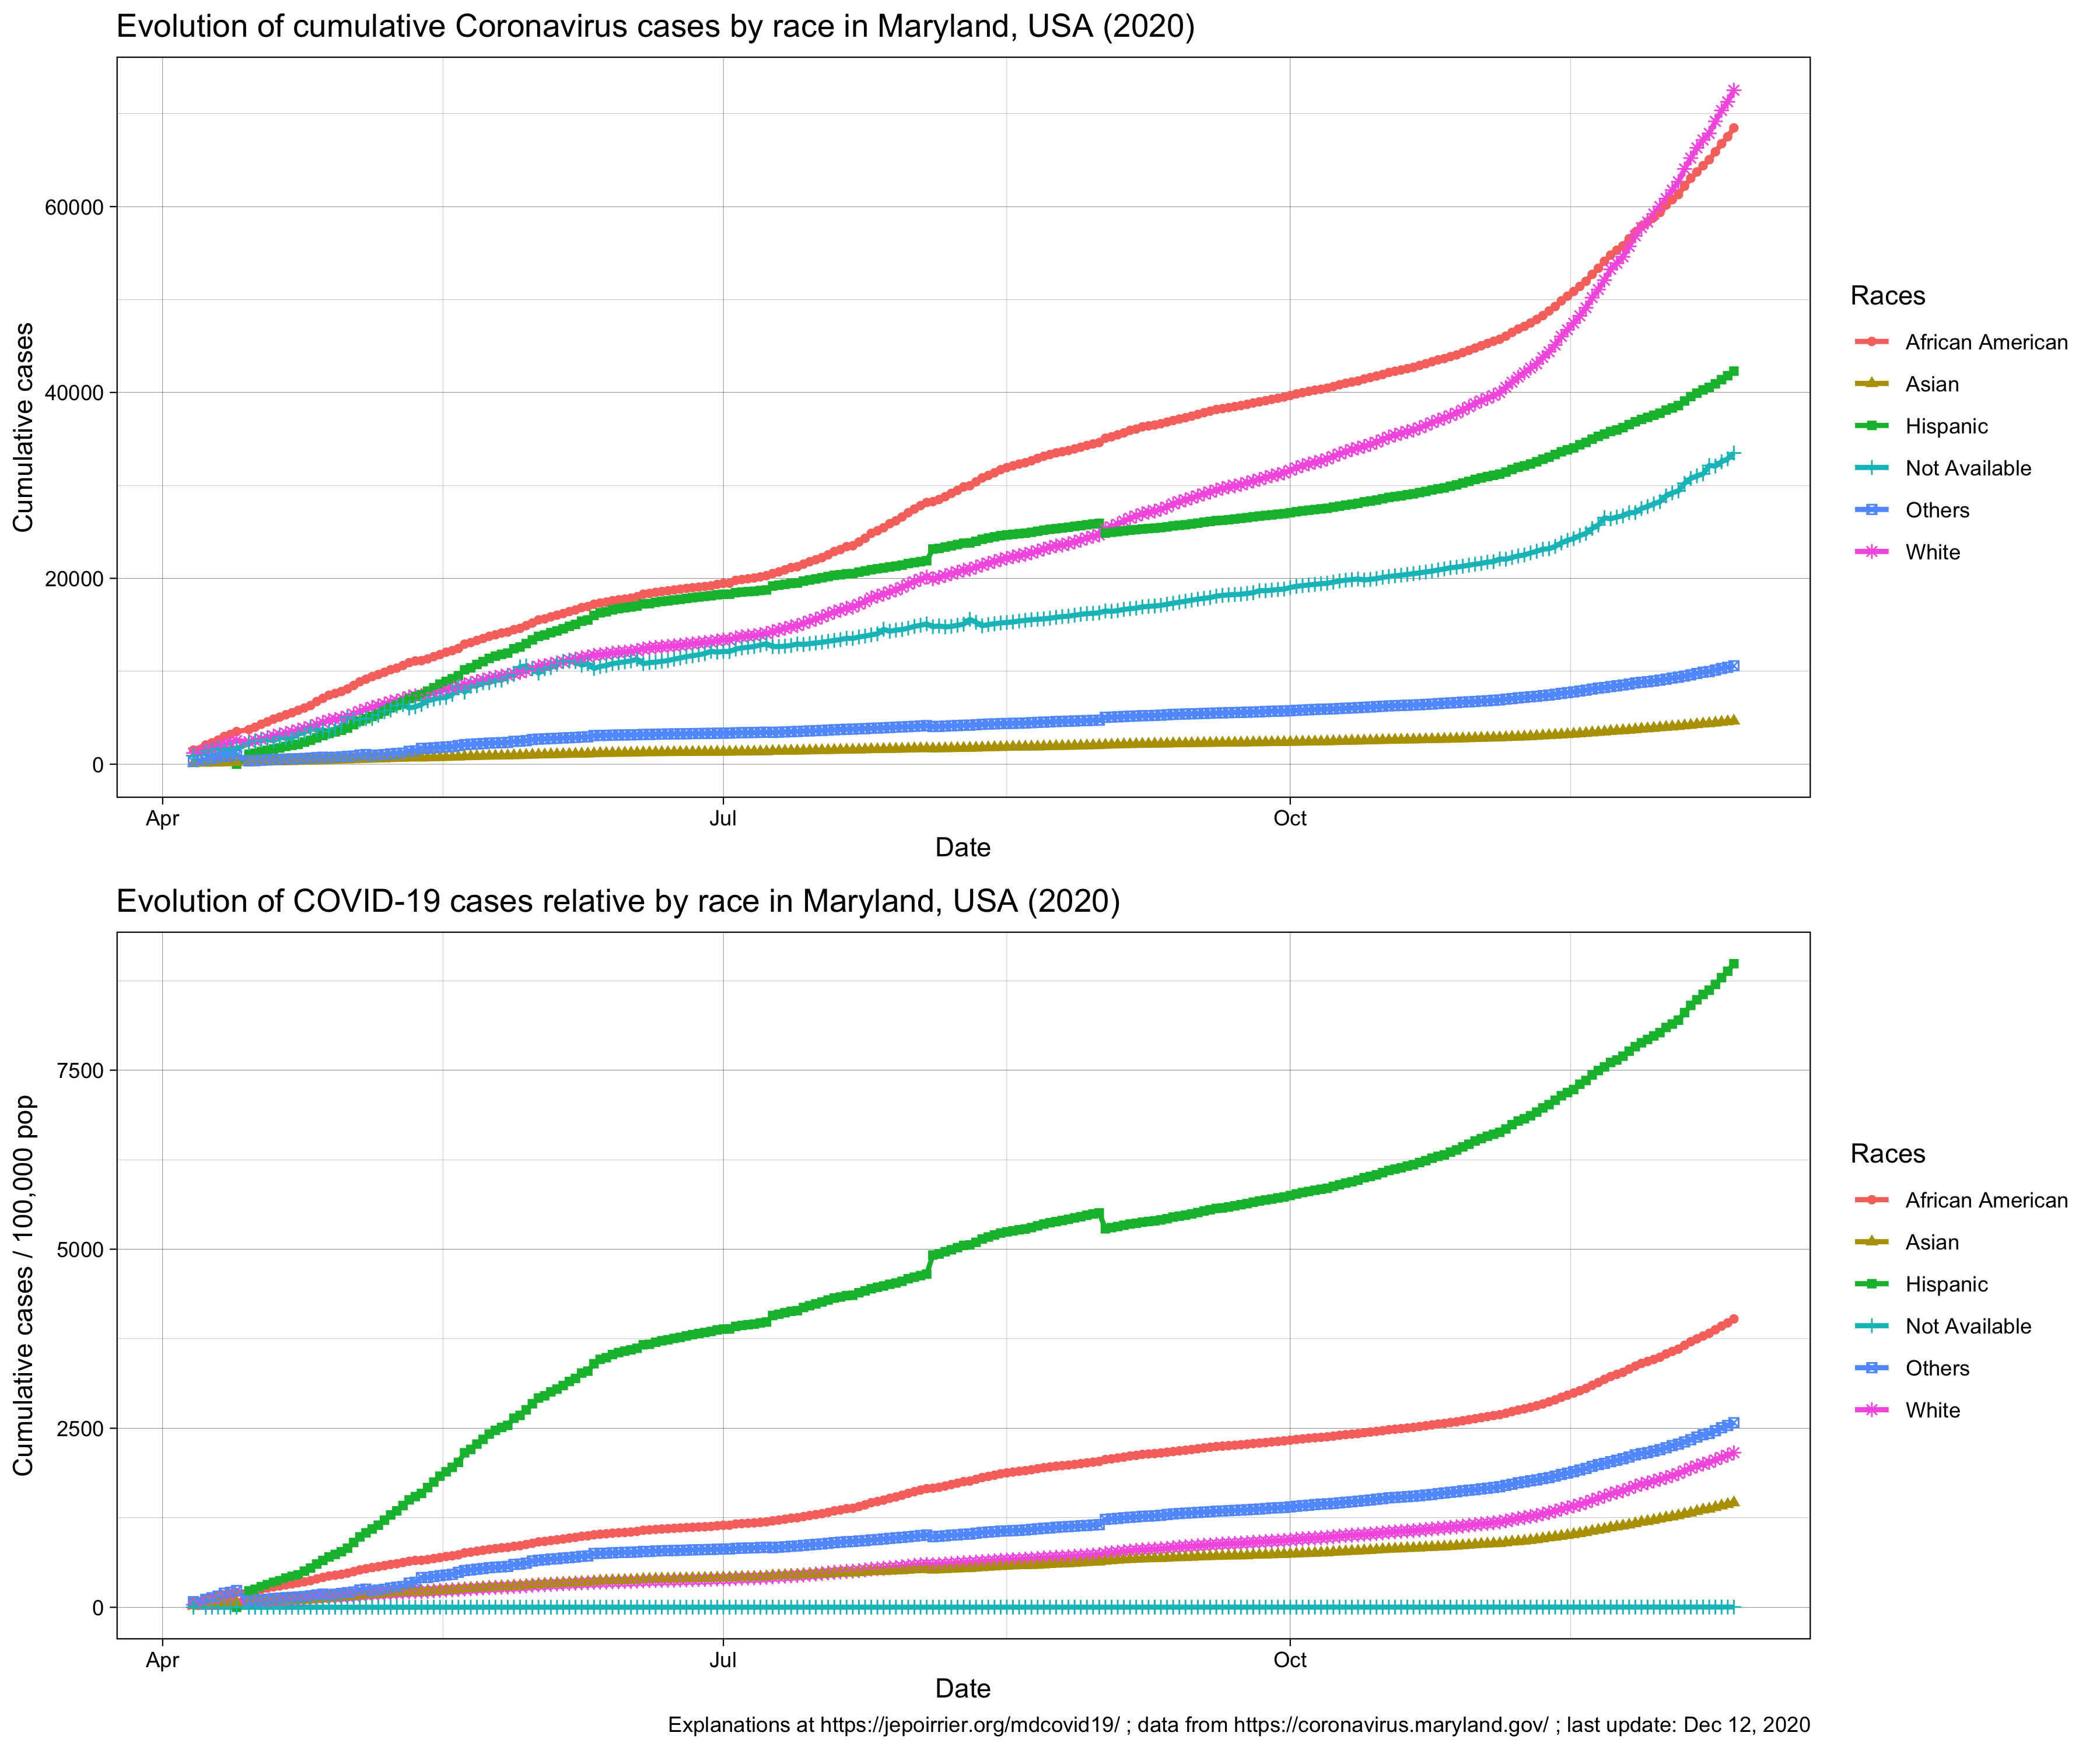 Evolution of cumulative Coronavirus cases by race in Maryland, USA (2020)
Cumulative cases
60000
40000
20000
0
Apr
Jul
Oct
Date
Races
African American
Asian
Hispanic
Not Available
Others
White
Evolution of COVID-19 cases relative by race in Maryland, USA (2020)
Cumulative cases / 100,000 pop
7500
5000
2500
0
Apr
Jul
Oct
Date
Races
African American
Asian
Hispanic
Not Available
Others
White
Explanations at https://jepoirrier.org/mdcovid19/ ; data from https://coronavirus.maryland.gov/ ; last update: Dec 12, 2020